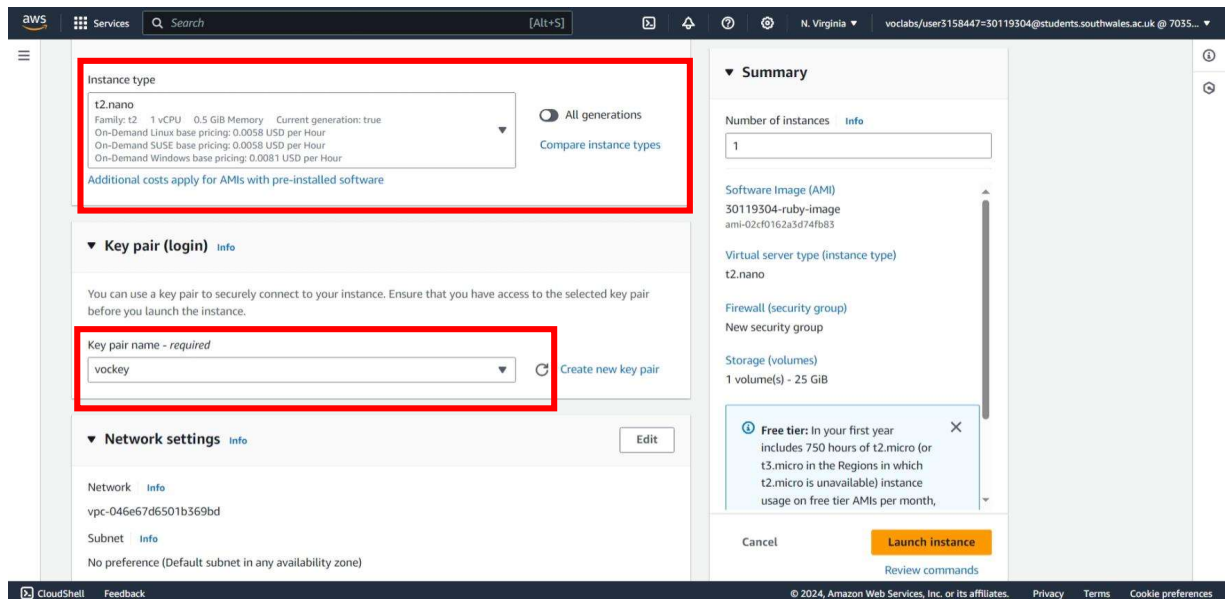 aws
Services
Search
[Alt+S]
N. Virginia
voclabs/user3158447=30119304@students.southwales.ac.uk @ 7035...
Instance type
t2.nano
Family: t2 1 vCPU 0.5 GiB Memory Current generation: true
On-Demand Linux base pricing: 0.0058 USD per Hour
On-Demand SUSE base pricing: 0.0058 USD per Hour
On-Demand Windows base pricing: 0.0081 USD per Hour
All generations
Compare instance types
Additional costs apply for AMIs with pre-installed software
Key pair (login) Info
You can use a key pair to securely connect to your instance. Ensure that you have access to the selected key pair
before you launch the instance.
Key pair name - required
vockey
Create new key pair
Network settings Info
Edit
Network Info
vpc-046e67d6501b369bd
Subnet Info
No preference (Default subnet in any availability zone)
Summary
Number of instances Info
1
Software Image (AMI)
30119304-ruby-image
ami-02cf0162a3d74fb83
Virtual server type (instance type)
t2.nano
Firewall (security group)
New security group
Storage (volumes)
1 volume(s) - 25 GiB
Free tier: In your first year
includes 750 hours of t2.micro (or
t3.micro in the Regions in which
t2.micro is unavailable) instance
usage on free tier AMIs per month,
Cancel
Launch instance
Review commands
CloudShell
Feedback
© 2024, Amazon Web Services, Inc. or its affiliates.
Privacy
Terms
Cookie preferences